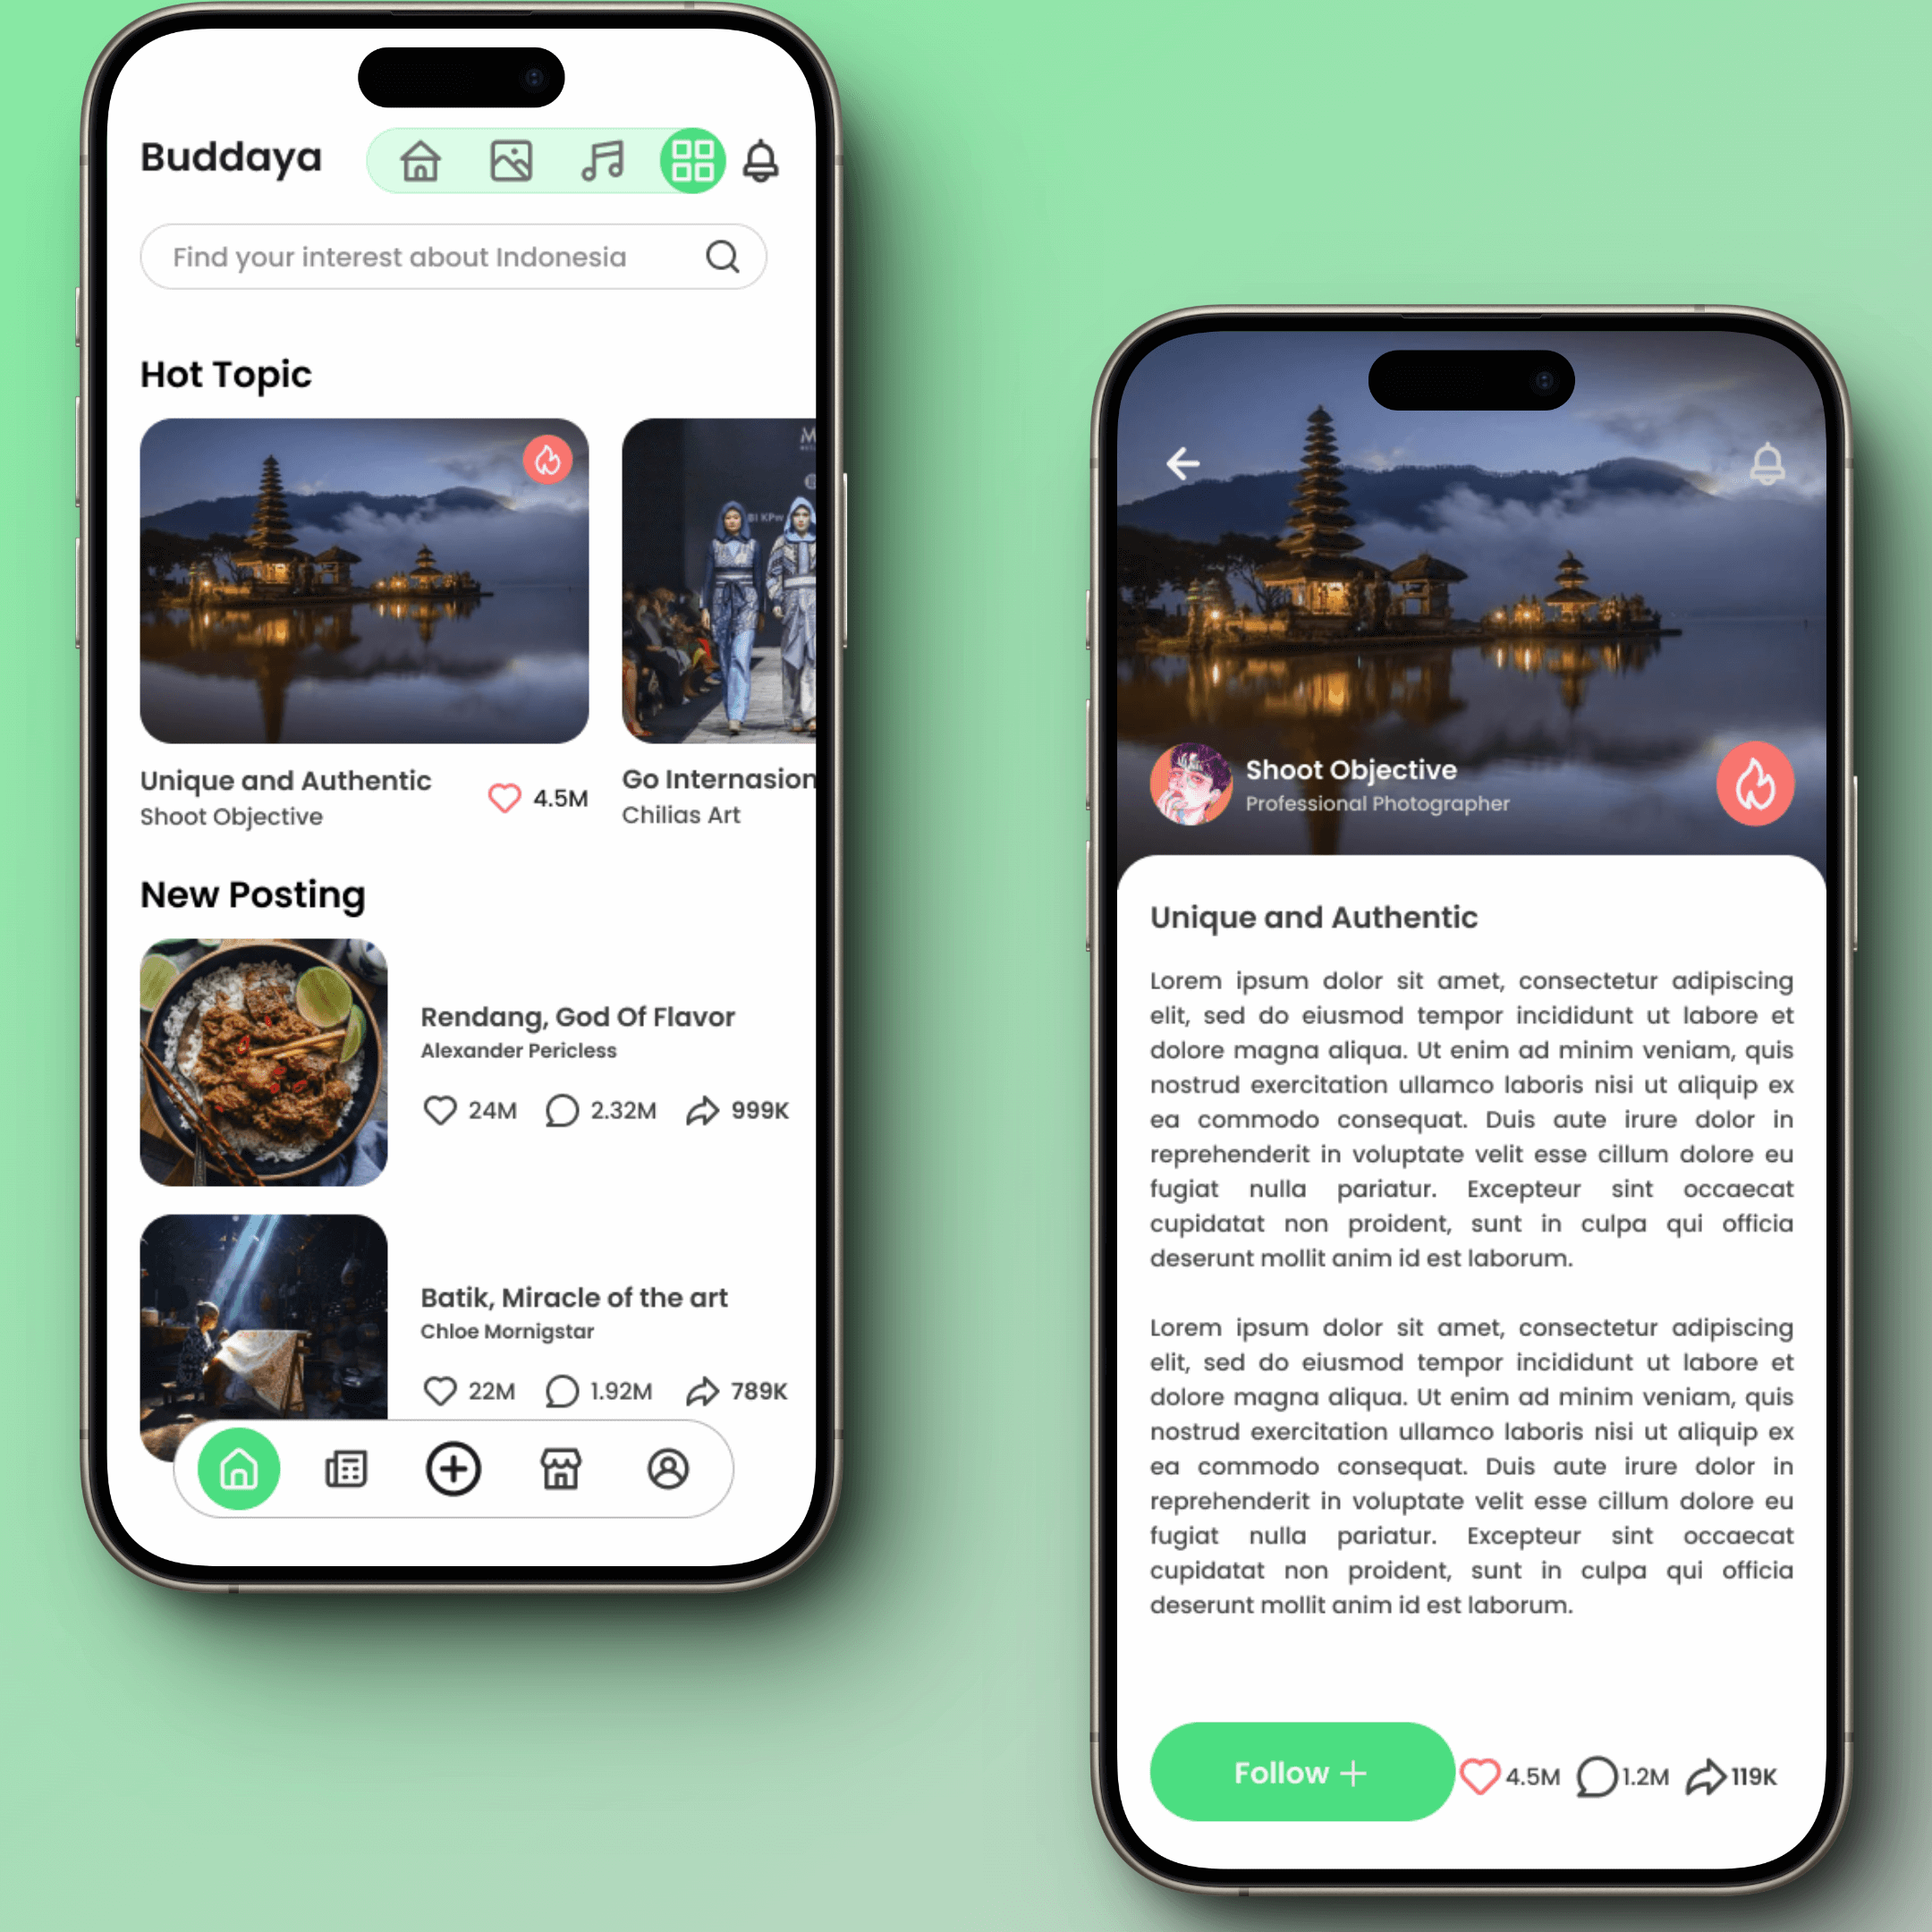 Buddaya
Find your interest about Indonesia
Hot Topic
BI KPw
Unique and Authentic
Shoot Objective
4.5M
Go Internasion
Chilias Art
New Posting
Rendang, God Of Flavor
Alexander Pericless
24M 2.32M 999K
Batik, Miracle of the art
Chloe Mornigstar
22M 1.92M 789K
Shoot Objective
Professional Photographer
Unique and Authentic
Lorem ipsum dolor sit amet, consectetur adipiscing
elit, sed do eiusmod tempor incididunt ut labore et
dolore magna aliqua. Ut enim ad minim veniam, quis
nostrud exercitation ullamco laboris nisi ut aliquip ex
ea commodo consequat. Duis aute irure dolor in
reprehenderit in voluptate velit esse cillum dolore eu
fugiat nulla pariatur. Excepteur sint occaecat
cupidatat non proident, sunt in culpa qui officia
deserunt mollit anim id est laborum.
Lorem ipsum dolor sit amet, consectetur adipiscing
elit, sed do eiusmod tempor incididunt ut labore et
dolore magna aliqua. Ut enim ad minim veniam, quis
nostrud exercitation ullamco laboris nisi ut aliquip ex
ea commodo consequat. Duis aute irure dolor in
reprehenderit in voluptate velit esse cillum dolore eu
fugiat nulla pariatur. Excepteur sint occaecat
cupidatat non proident, sunt in culpa qui officia
deserunt mollit anim id est laborum.
Follow + 4.5M 1.2M 119K